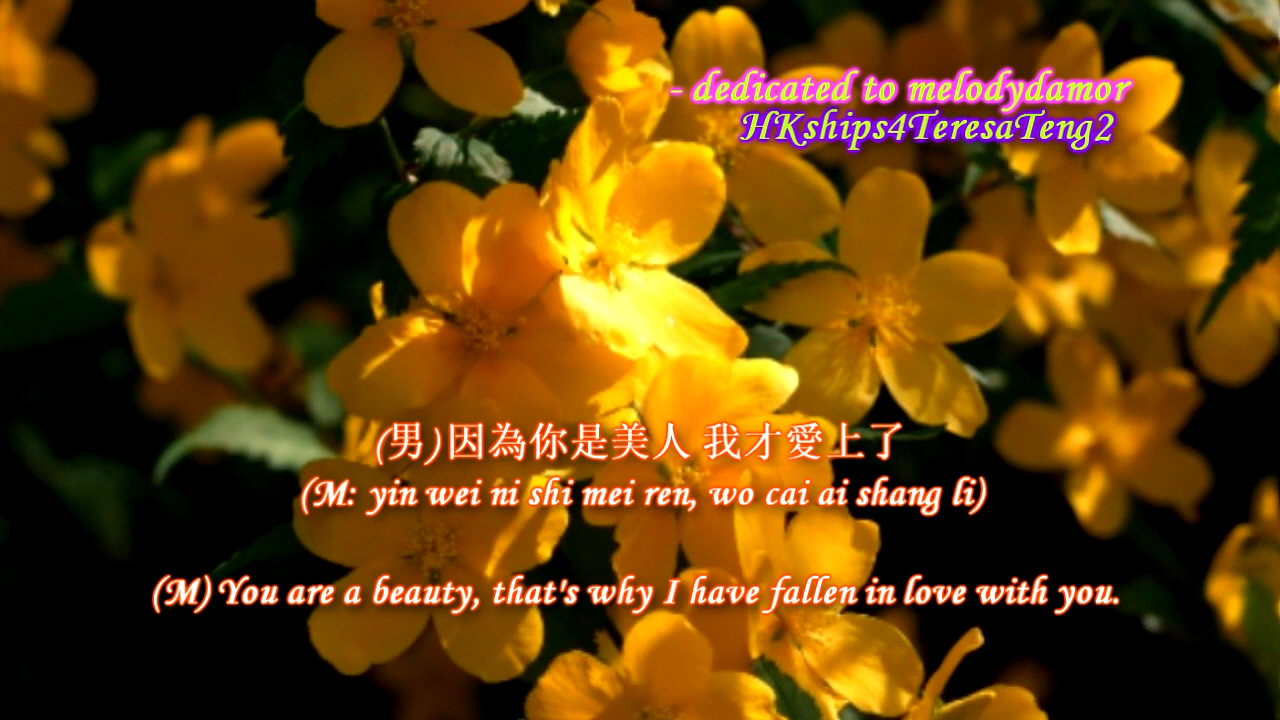 - dedicated to melodydamor
HKships4TeresaTeng2
(男)因為你是美人 我才愛上了
(M: yin wei ni shi mei ren, wo cai ai shang li)
(M) You are a beauty, that's why I have fallen in love with you.